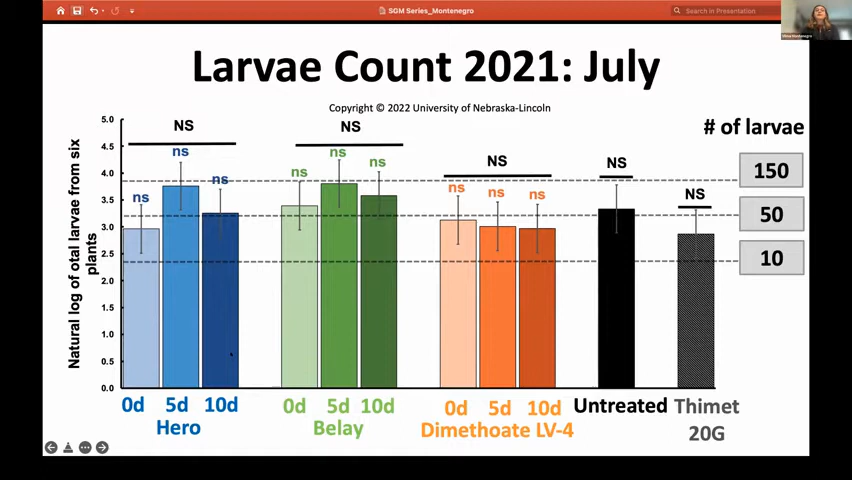 SGM Series_Montenegro
Search in Presentation
Larvae Count 2021: July
Copyright © 2022 University of Nebraska-Lincoln
Natural log of otal larvae from six
plants
5.0
4.5
4.0
3.5
3.0
2.5
2.0
1.5
1.0
0.5
0.0
NS
NS
NS
NS
NS
ns
ns
ns
ns
ns
ns
ns
ns
ns
# of larvae
150
50
10
0d 5d 10d
Hero
0d 5d 10d
Belay
0d 5d 10d
Dimethoate LV-4
Untreated
Thimet
20G